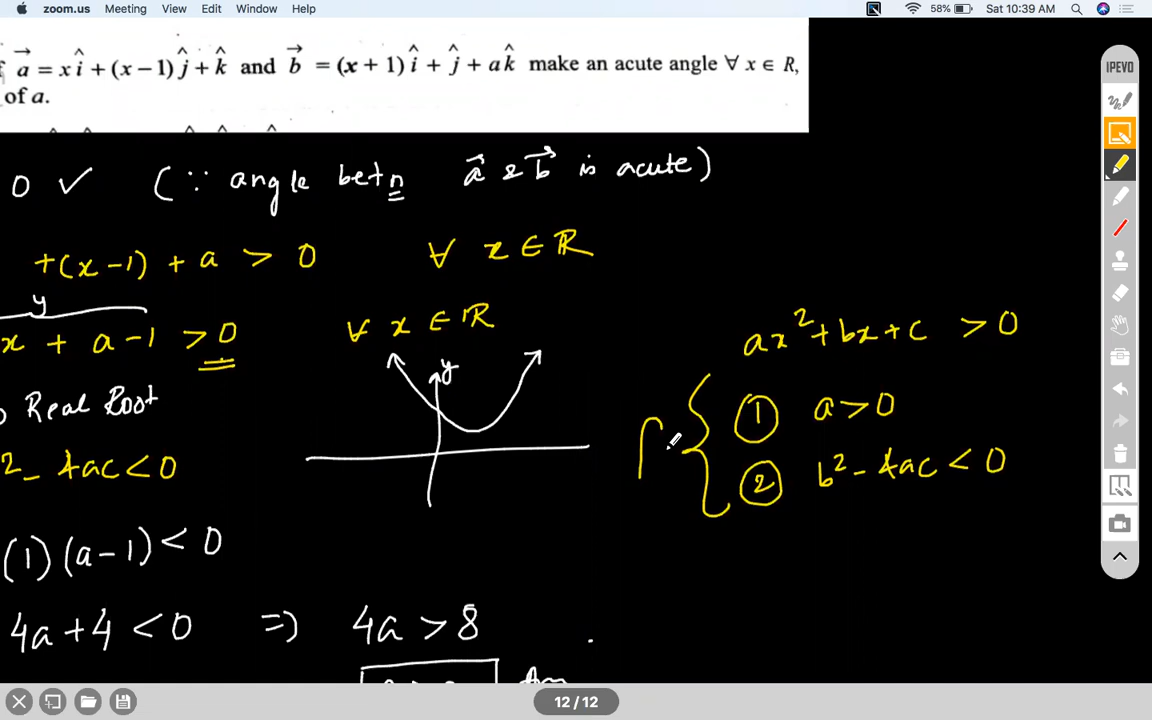 zoom.us Meeting View Edit Window Help 58% Sat 10:39 AM
a⃗ = x î + (x − 1) ĵ + k̂ and b⃗ = (x + 1) î + ĵ + a k̂ make an acute angle ∀ x ∈ R,
of a.
IPEVO
0 ✓ (∵ angle betn a⃗ & b⃗ is acute)
+(x-1) + a > 0 ∀ x ∈ R
y
x + a-1 > 0 ∀ x ∈ R
ax²+bx+c > 0
y
Real Root
① a > 0
2 - 4ac < 0
② b² - 4ac < 0
(1) (a-1) < 0
4a+4 < 0 => 4a > 8 .
Ans
12 / 12